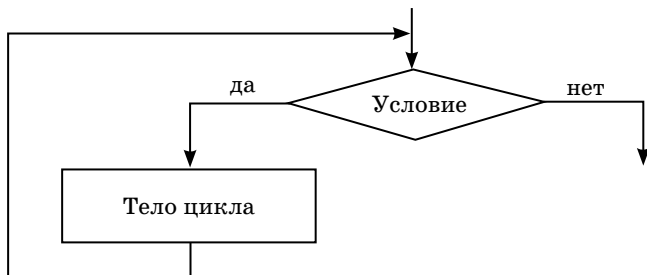 да
Условие
нет
Тело цикла